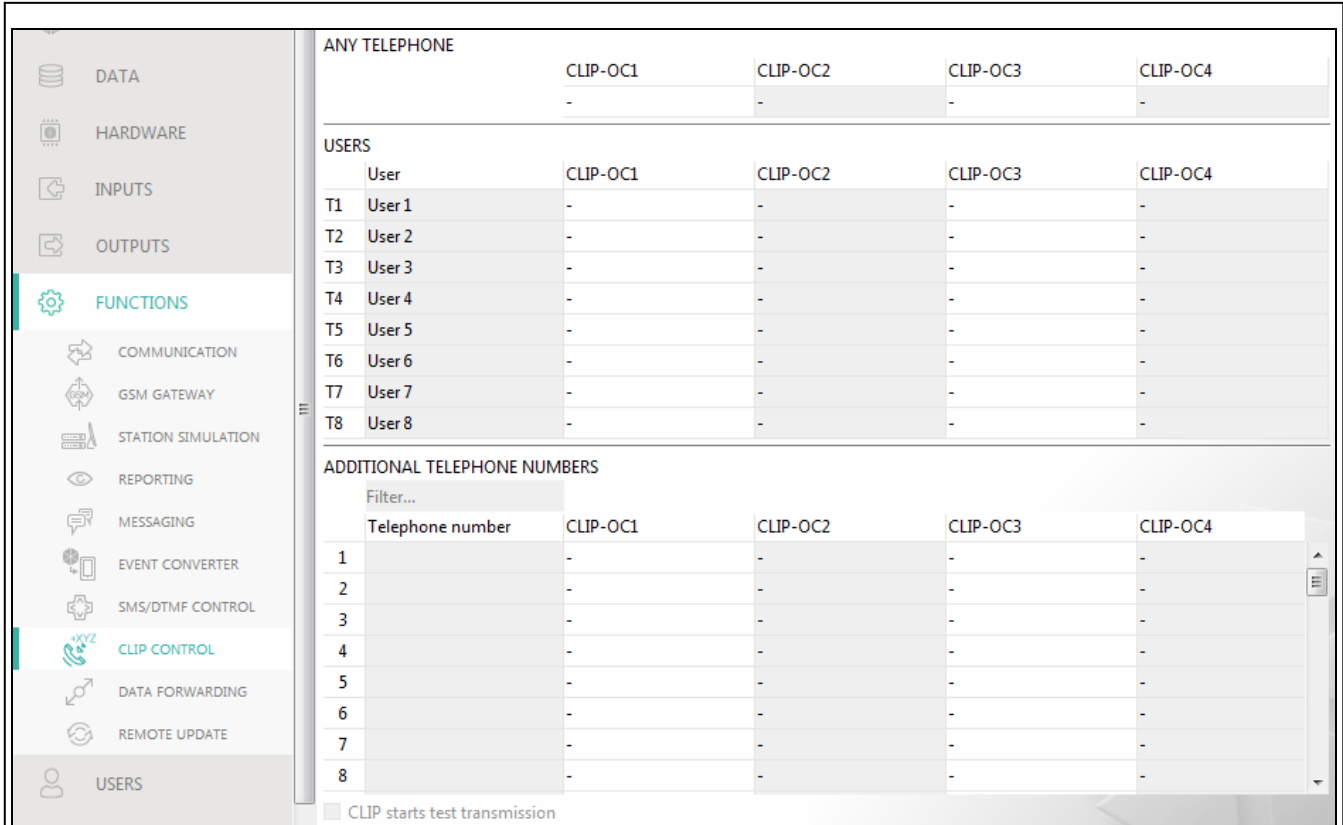 DATA
HARDWARE
INPUTS
OUTPUTS
FUNCTIONS
COMMUNICATION
GSM
GSM GATEWAY
STATION SIMULATION
REPORTING
MESSAGING
EVENT CONVERTER
SMS/DTMF CONTROL
+XYZ
CLIP CONTROL
DATA FORWARDING
REMOTE UPDATE
USERS
ANY TELEPHONE
CLIP-OC1 CLIP-OC2 CLIP-OC3 CLIP-OC4
- - - -
USERS
User CLIP-OC1 CLIP-OC2 CLIP-OC3 CLIP-OC4
T1 User 1 - - - -
T2 User 2 - - - -
T3 User 3 - - - -
T4 User 4 - - - -
T5 User 5 - - - -
T6 User 6 - - - -
T7 User 7 - - - -
T8 User 8 - - - -
ADDITIONAL TELEPHONE NUMBERS
Filter...
Telephone number CLIP-OC1 CLIP-OC2 CLIP-OC3 CLIP-OC4
1 - - - -
2 - - - -
3 - - - -
4 - - - -
5 - - - -
6 - - - -
7 - - - -
8 - - - -
CLIP starts test transmission